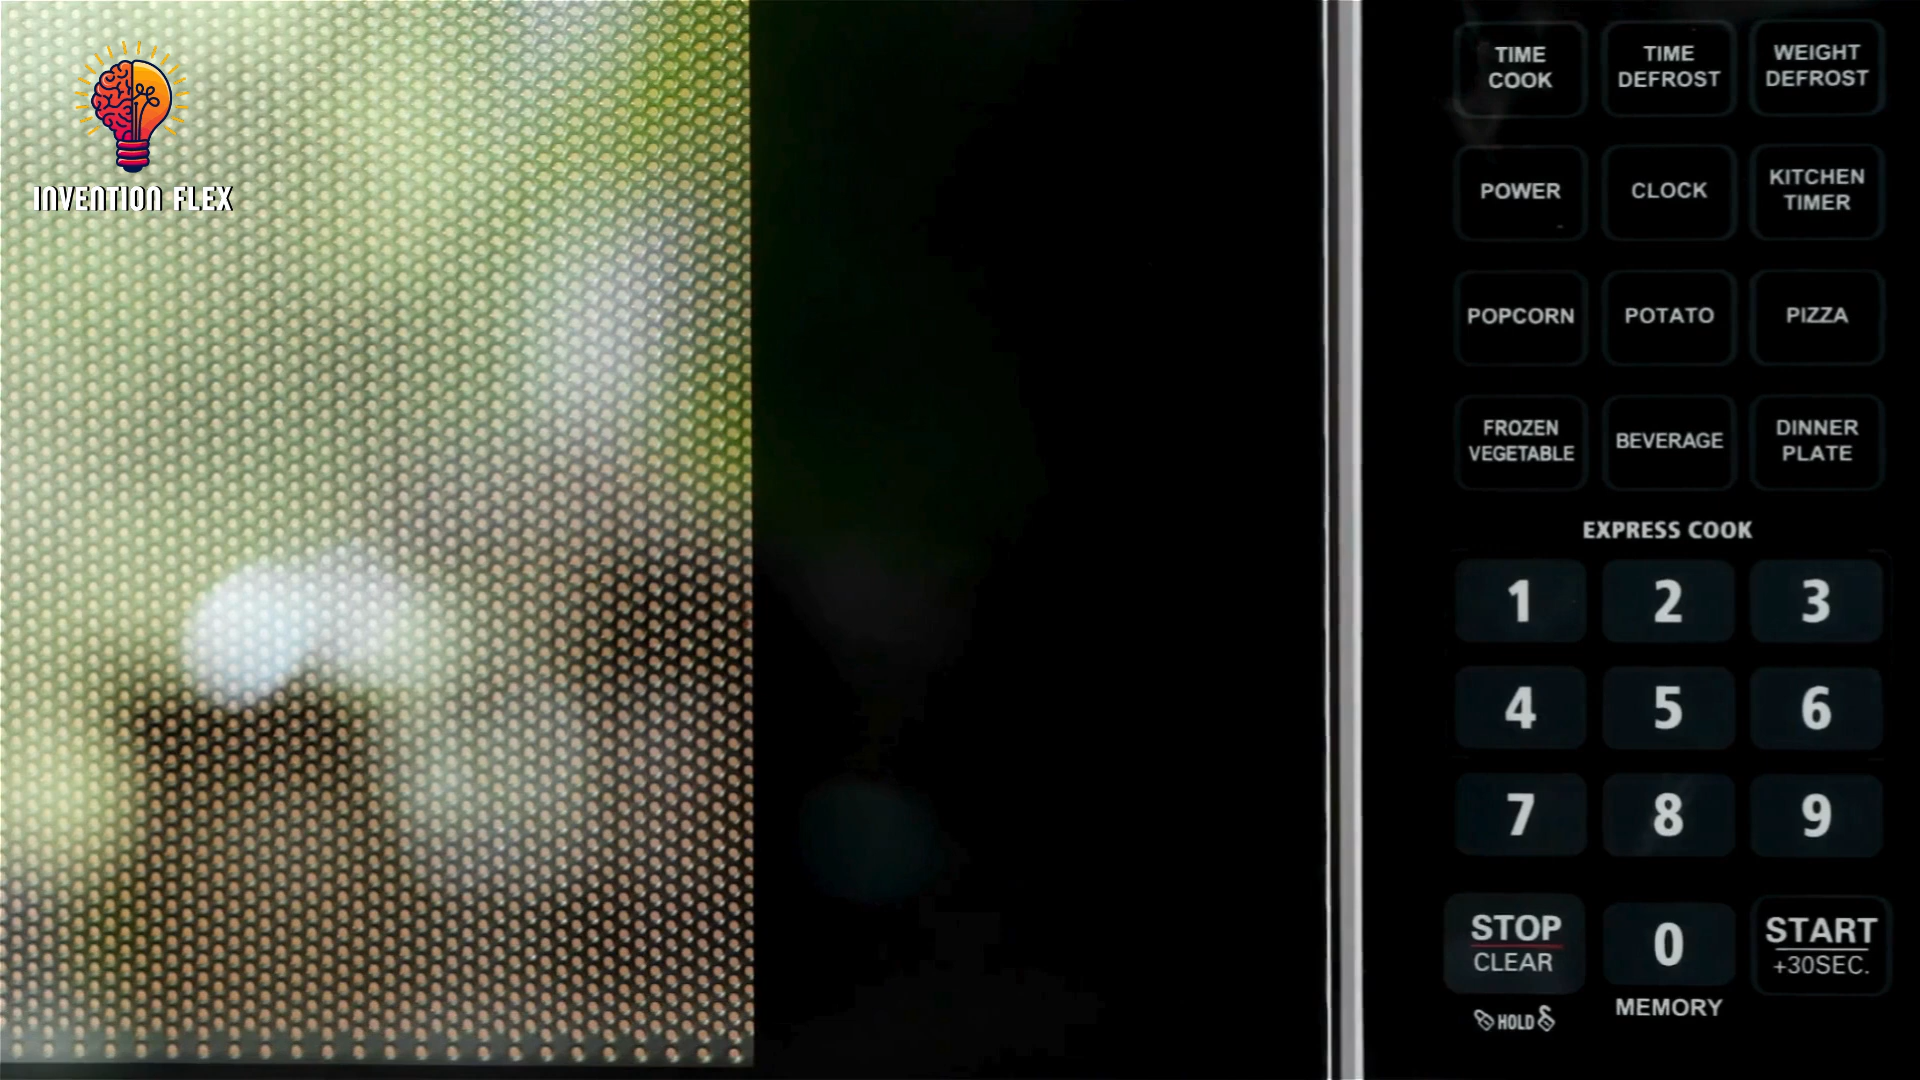 INVENTION FLEX
TIME
COOK
TIME
DEFROST
WEIGHT
DEFROST
POWER
CLOCK
KITCHEN
TIMER
POPCORN
POTATO
PIZZA
FROZEN
VEGETABLE
BEVERAGE
DINNER
PLATE
EXPRESS COOK
1
2
3
4
5
6
7
8
9
STOP
CLEAR
0
START
+30SEC.
HOLD
MEMORY